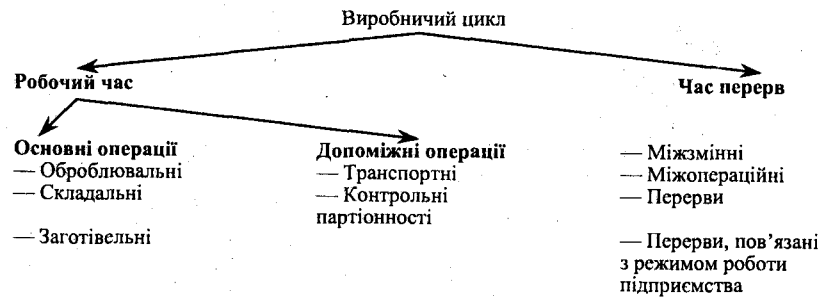 Виробничий цикл
Робочий час
Час перерв
Основні операції
— Оброблювальні
— Складальні
— Заготівельні
Допоміжні операції
— Транспортні
— Контрольні
партіонності
— Міжзмінні
— Міжопераційні
— Перерви
— Перерви, пов’язані
з режимом роботи
підприємства